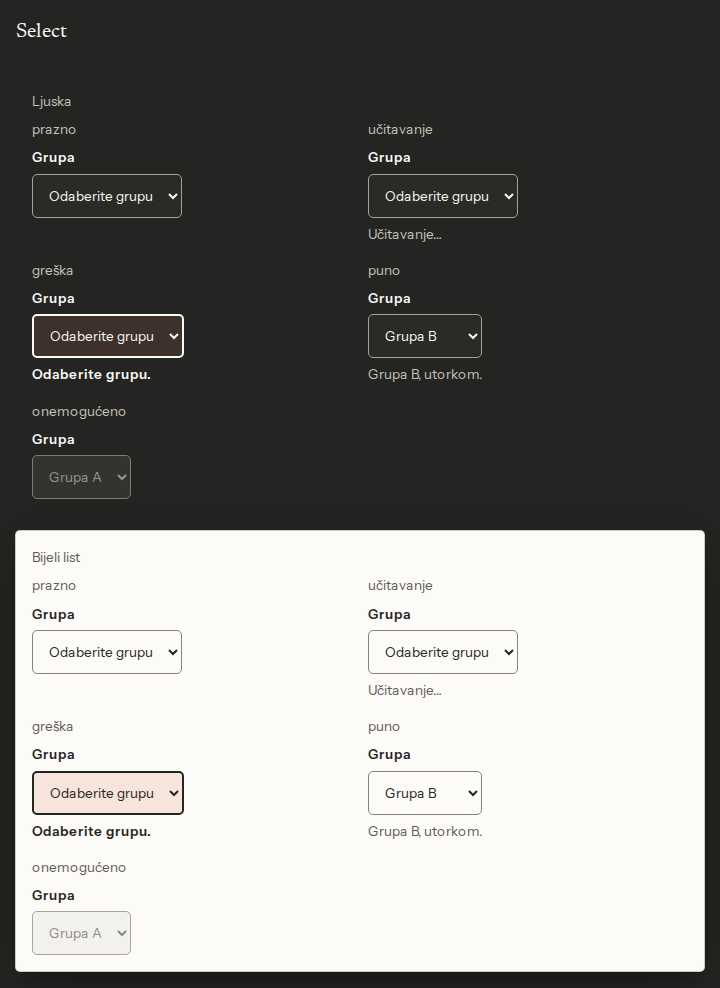 Select
Ljuska
prazno
Grupa
Odaberite grupu
učitavanje
Grupa
Odaberite grupu
Učitavanje…
greška
Grupa
Odaberite grupu
Odaberite grupu.
puno
Grupa
Grupa B
Grupa B, utorkom.
onemogućeno
Grupa
Grupa A
Bijeli list
prazno
Grupa
Odaberite grupu
učitavanje
Grupa
Odaberite grupu
Učitavanje…
greška
Grupa
Odaberite grupu
Odaberite grupu.
puno
Grupa
Grupa B
Grupa B, utorkom.
onemogućeno
Grupa
Grupa A